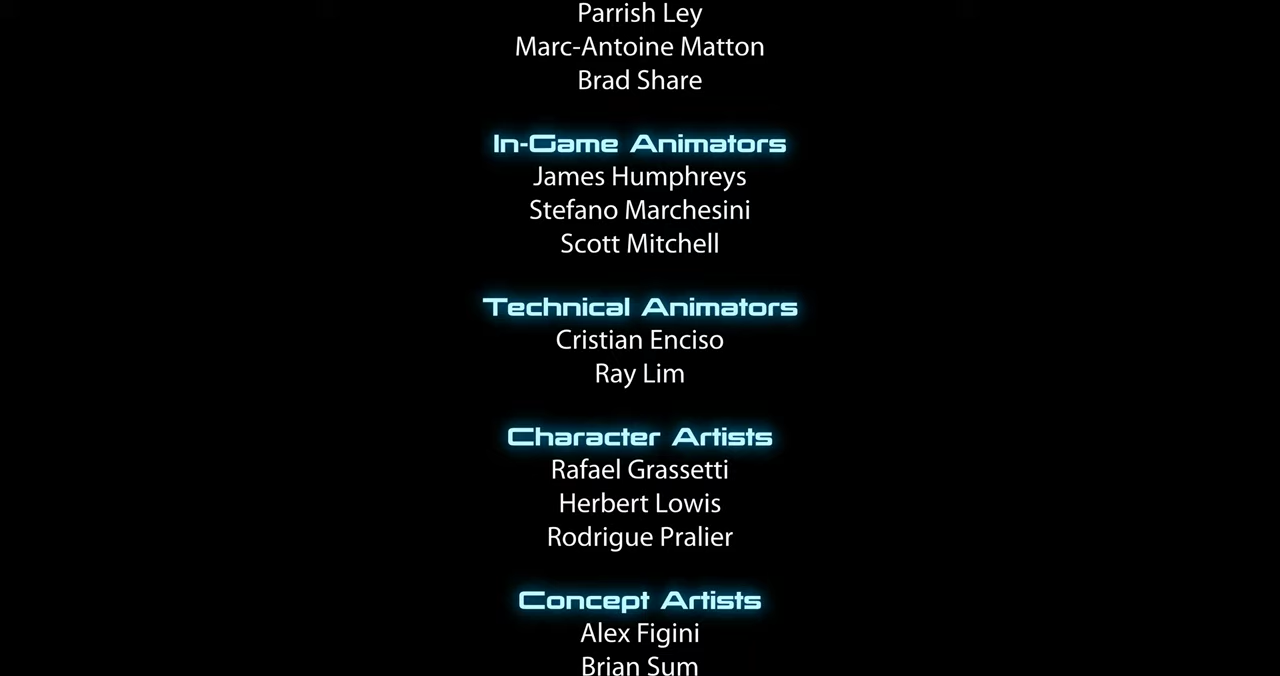 Parrish Ley
Marc-Antoine Matton
Brad Share
In-Game Animators
James Humphreys
Stefano Marchesini
Scott Mitchell
Technical Animators
Cristian Enciso
Ray Lim
Character Artists
Rafael Grassetti
Herbert Lowis
Rodrigue Pralier
Concept Artists
Alex Figini
Brian Sum